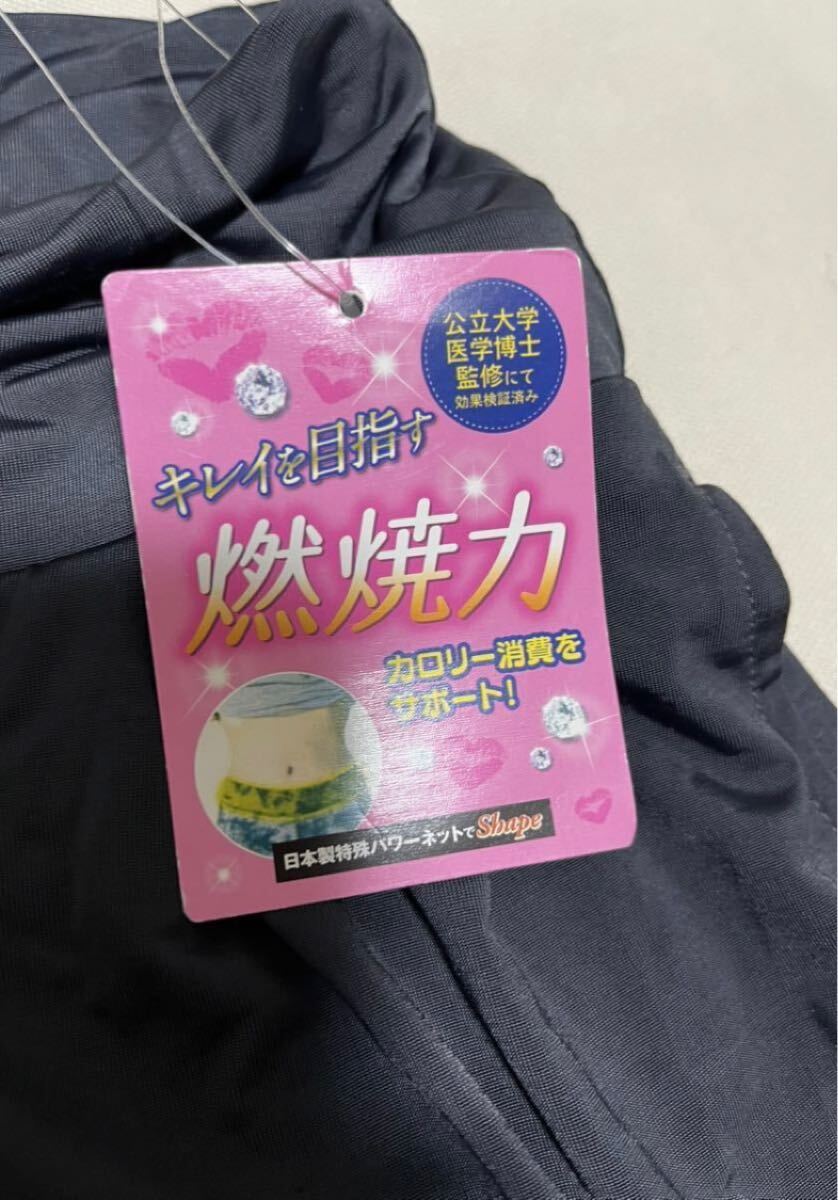 公立大学
医学博士
監修にて
効果検証済み
キレイを目指す
燃焼力
カロリー消費を
サポート!
日本製特殊パワーネットでShape